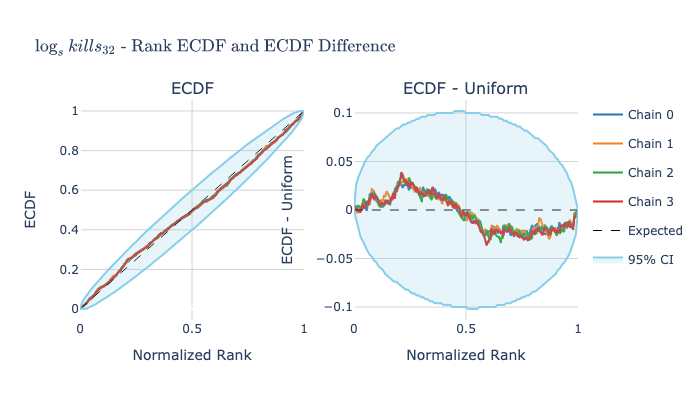 log_s kills_32 - Rank ECDF and ECDF Difference
ECDF
ECDF - Uniform
1
0.8
0.6
0.4
0.2
0
ECDF
0
0.5
1
Normalized Rank
0.1
0.05
0
−0.05
−0.1
ECDF - Uniform
0
0.5
1
Normalized Rank
Chain 0
Chain 1
Chain 2
Chain 3
Expected
95% CI